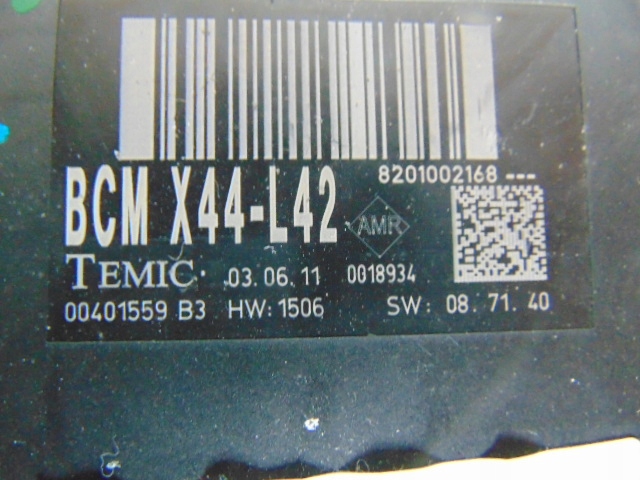 8201002168 ---
BCM X44-L42 AMR
TEMIC· 03.06.11 0018934
00401559 B3 HW:1506 SW: 08.71.40